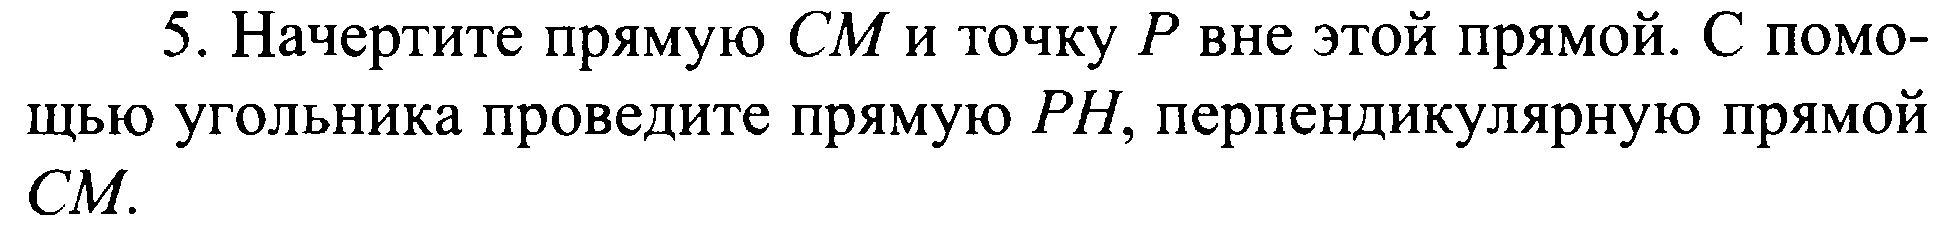 5. Начертите прямую CM и точку P вне этой прямой. С помо-
щью угольника проведите прямую PH, перпендикулярную прямой
CM.